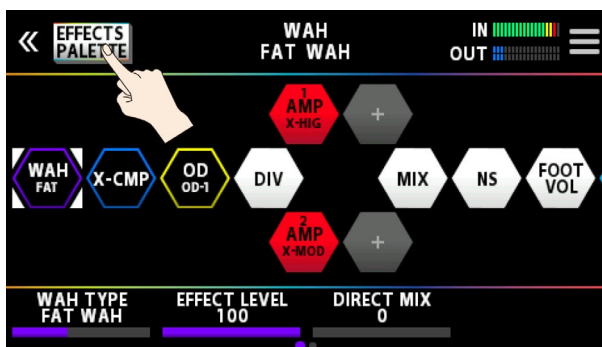 EFFECTS
PALETTE
WAH
FAT WAH
IN
OUT
1
AMP
X-HIG
+
WAH
FAT
X-CMP
OD
OD-1
DIV
MIX
NS
FOOT
VOL
2
AMP
X-MOD
+
WAH TYPE
FAT WAH
EFFECT LEVEL
100
DIRECT MIX
0